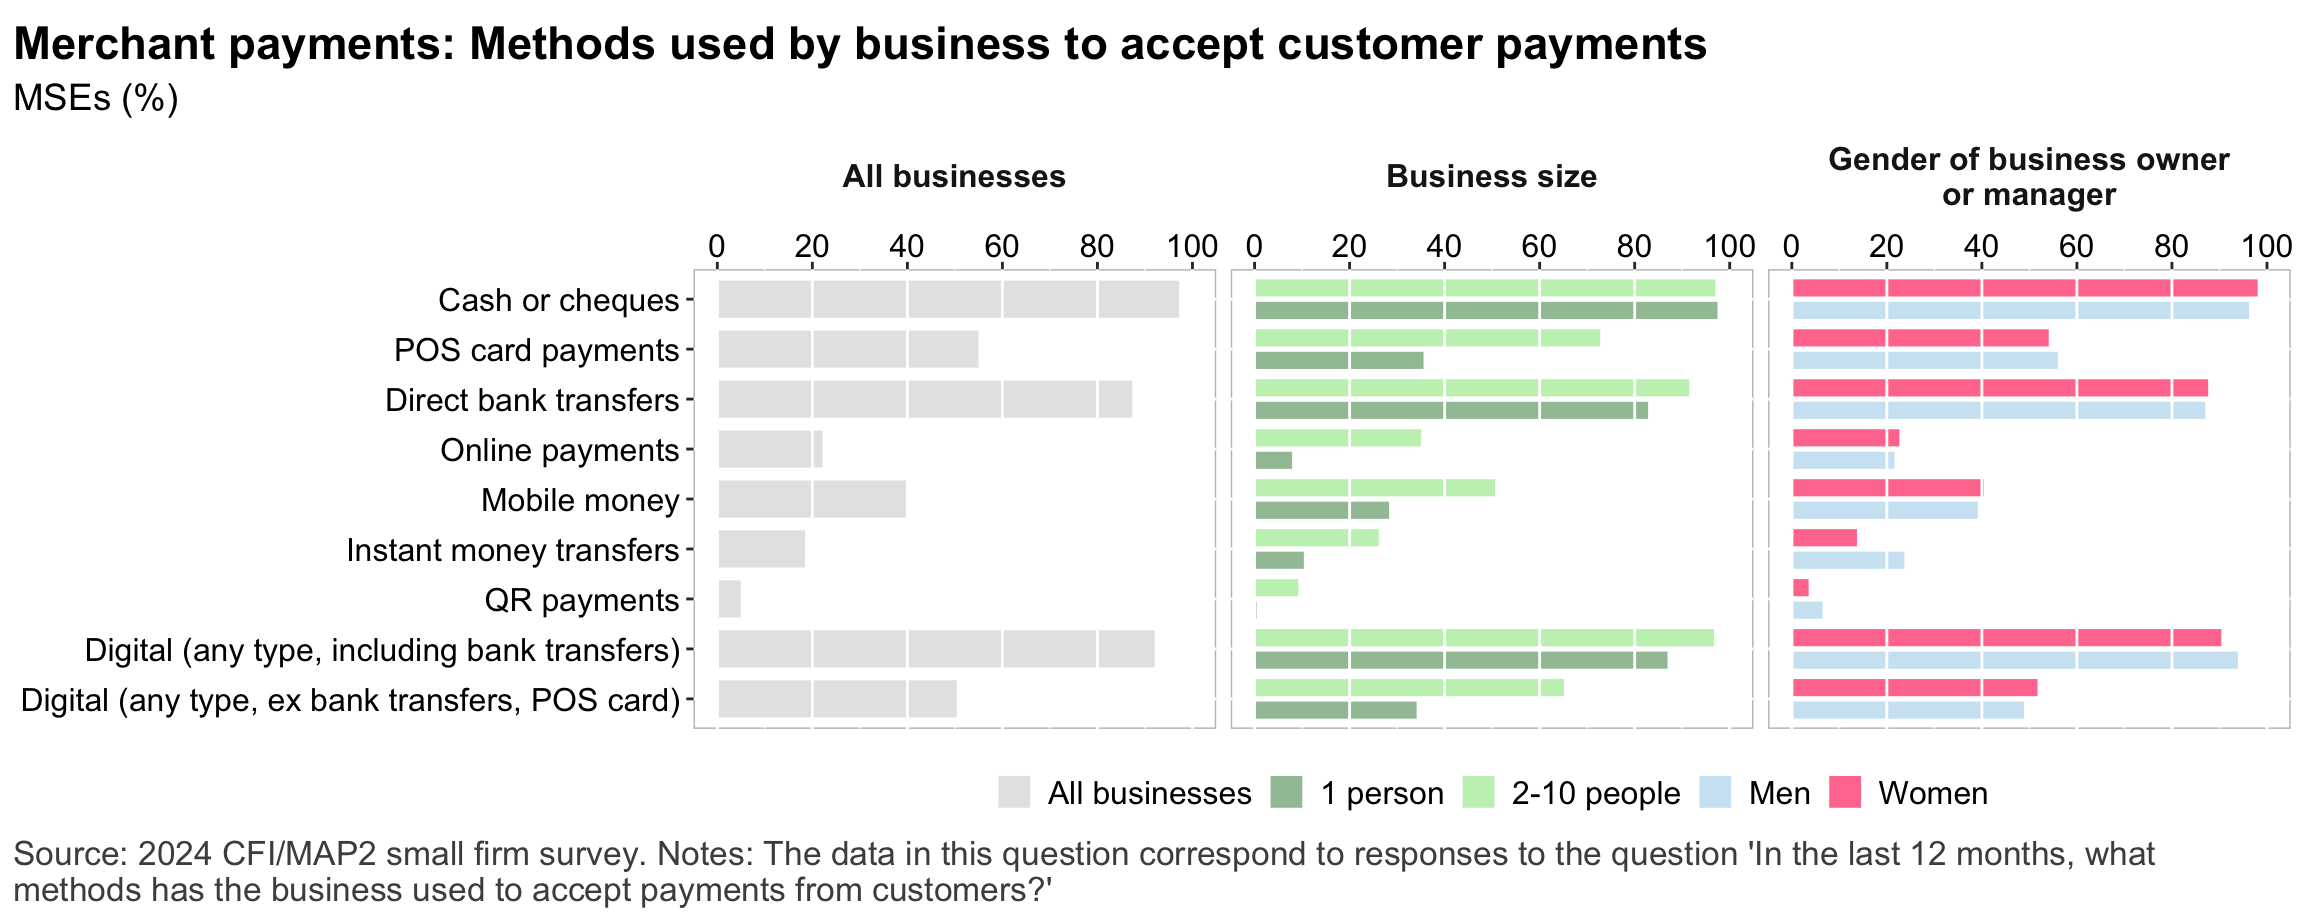 Merchant payments: Methods used by business to accept customer payments
MSEs (%)
All businesses
Business size
Gender of business owner
or manager
0 20 40 60 80 100
0 20 40 60 80 100
0 20 40 60 80 100
Cash or cheques
POS card payments
Direct bank transfers
Online payments
Mobile money
Instant money transfers
QR payments
Digital (any type, including bank transfers)
Digital (any type, ex bank transfers, POS card)
All businesses 1 person 2-10 people Men Women
Source: 2024 CFI/MAP2 small firm survey. Notes: The data in this question correspond to responses to the question 'In the last 12 months, what
methods has the business used to accept payments from customers?'